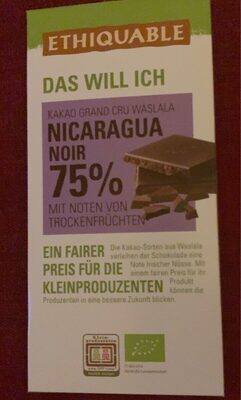 ETHIQUABLE
DAS WILL ICH
KAKAO GRAND CRU WASLALA
NICARAGUA
NOIR
75%
MIT NOTEN VON
TROCKENFRÜCHTEN
EIN FAIRER
PREIS FÜR DIE
KLEINPRODUZENTEN
Die Kakao-Sorten aus Waslala
verleihen der Schokolade eine
Note frischer Nüsse. Mit
einem fairen Preis für ihr
Produkt können die
Produzenten in eine bessere Zukunft blicken.